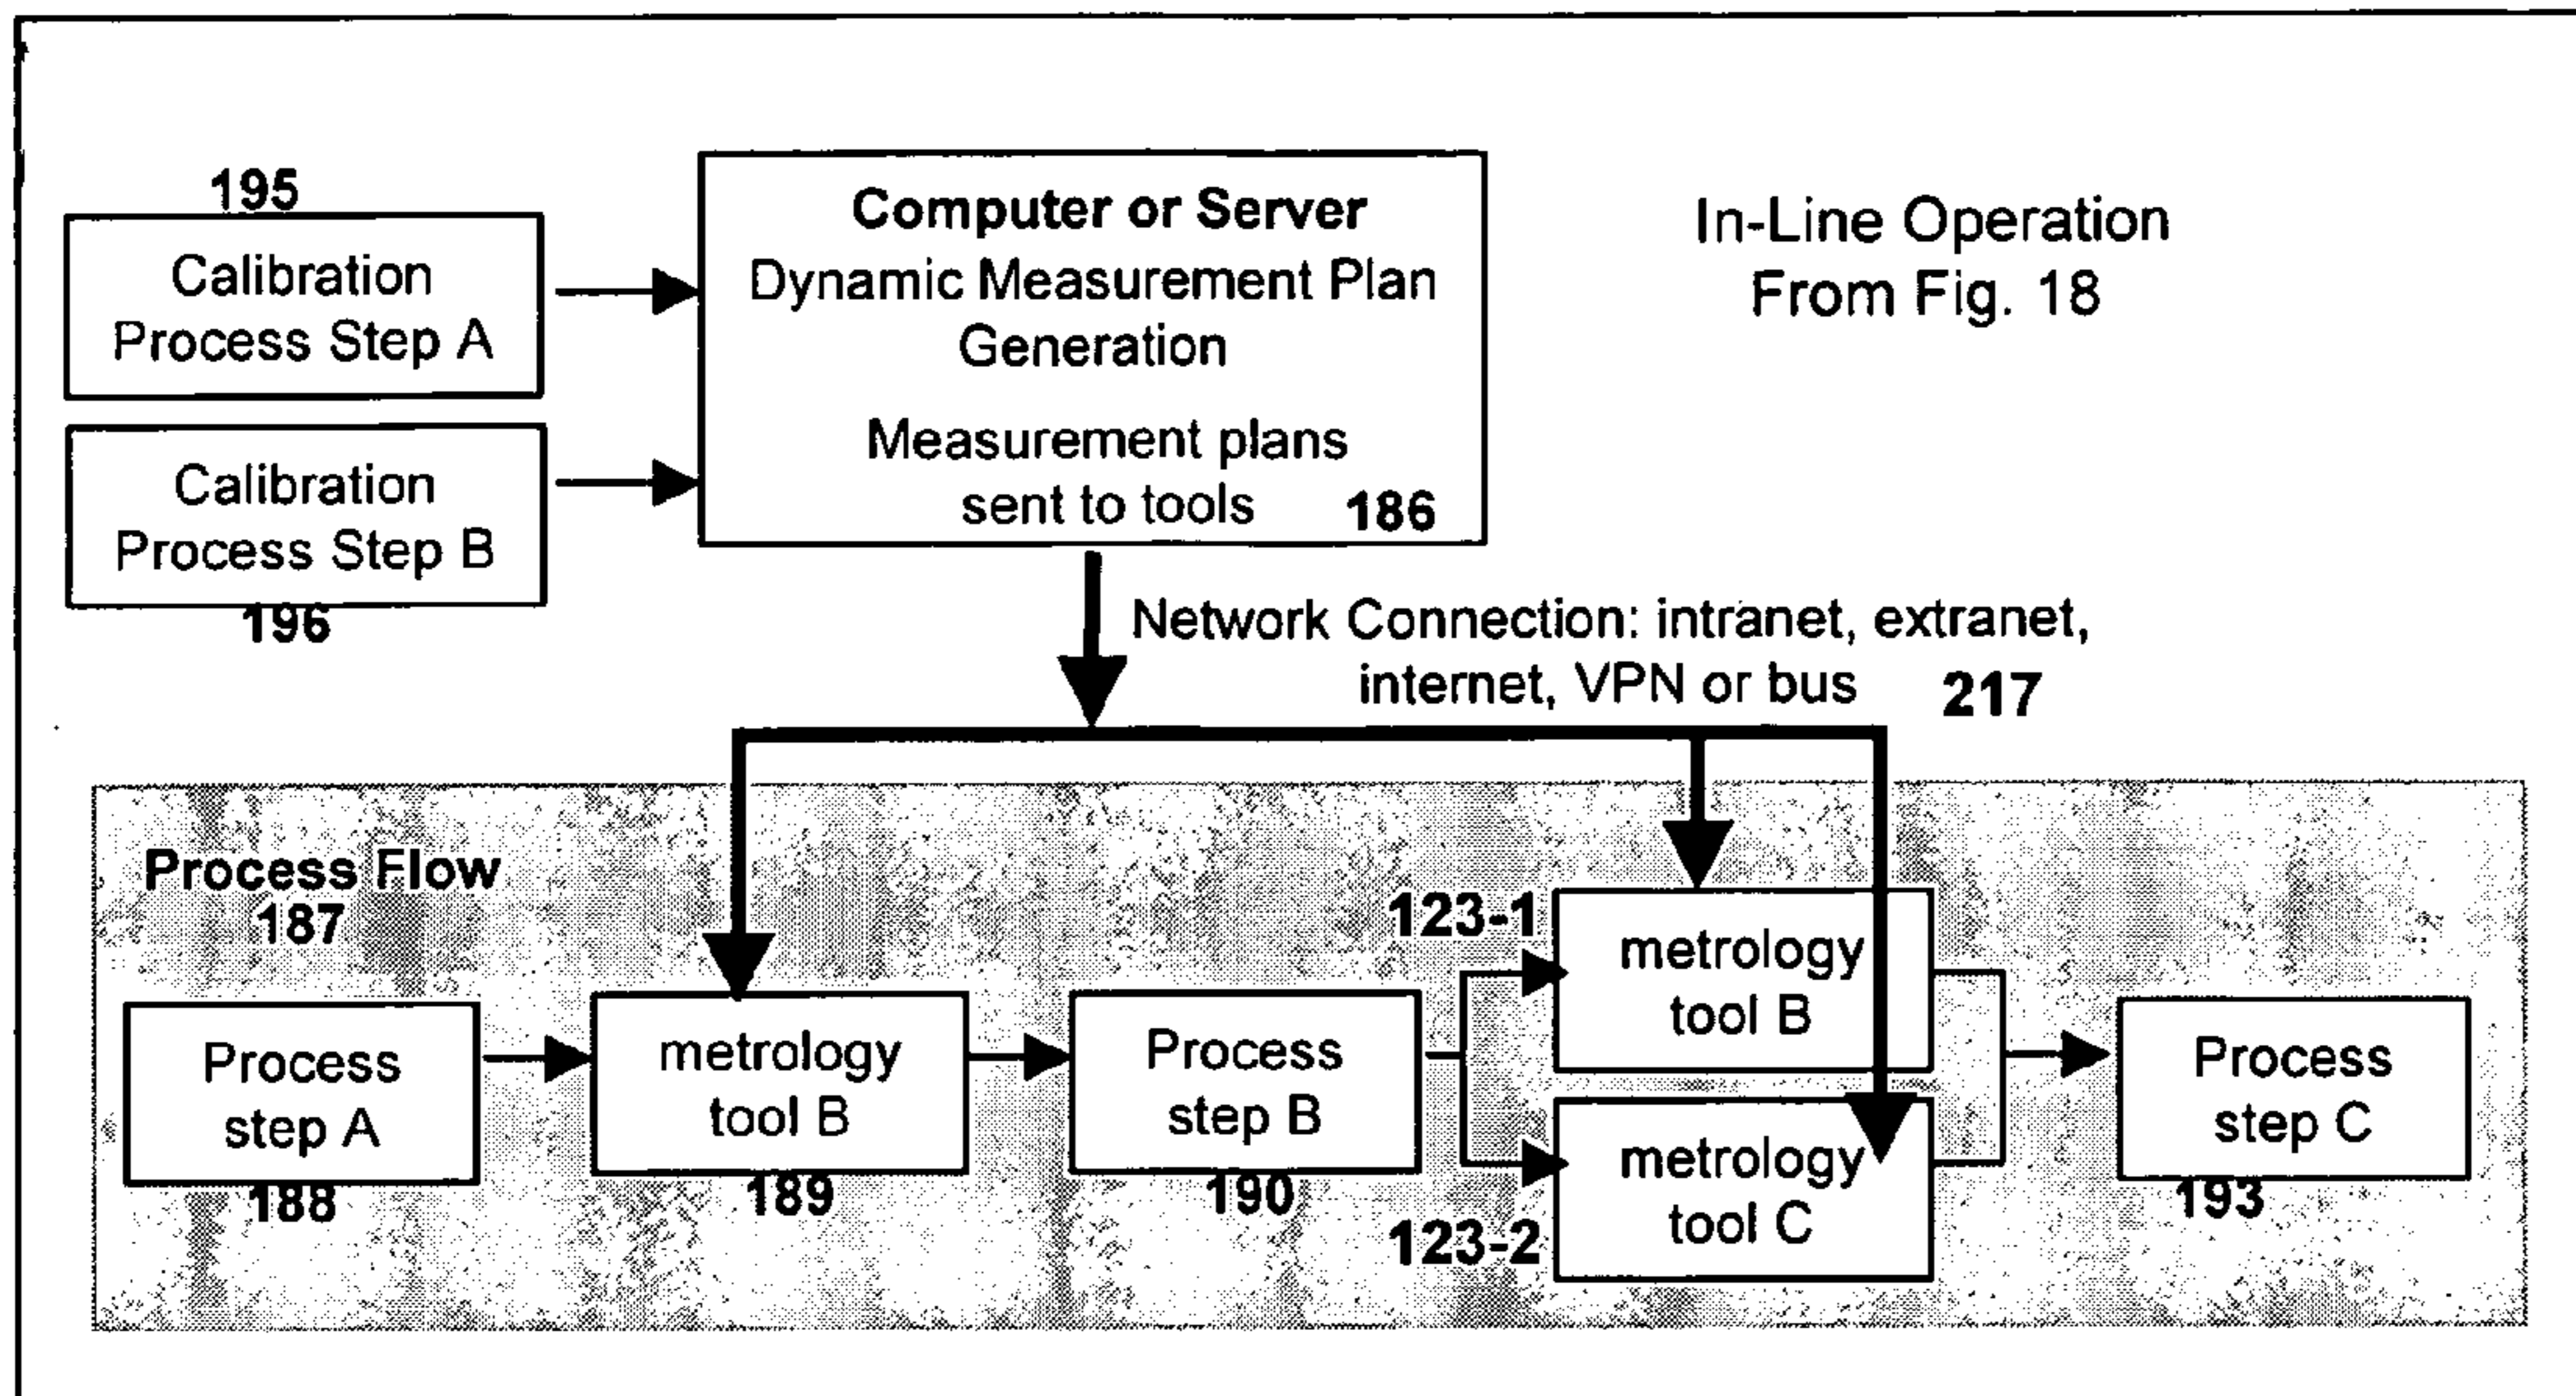 195
Calibration
Process Step A
Calibration
Process Step B
196
Computer or Server
Dynamic Measurement Plan
Generation
Measurement plans
sent to tools 186
In-Line Operation
From Fig. 18
Network Connection: intranet, extranet,
internet, VPN or bus 217
Process Flow
187
Process
step A
188
metrology
tool B
189
Process
step B
190
123-1
metrology
tool B
123-2
metrology
tool C
Process
step C
193